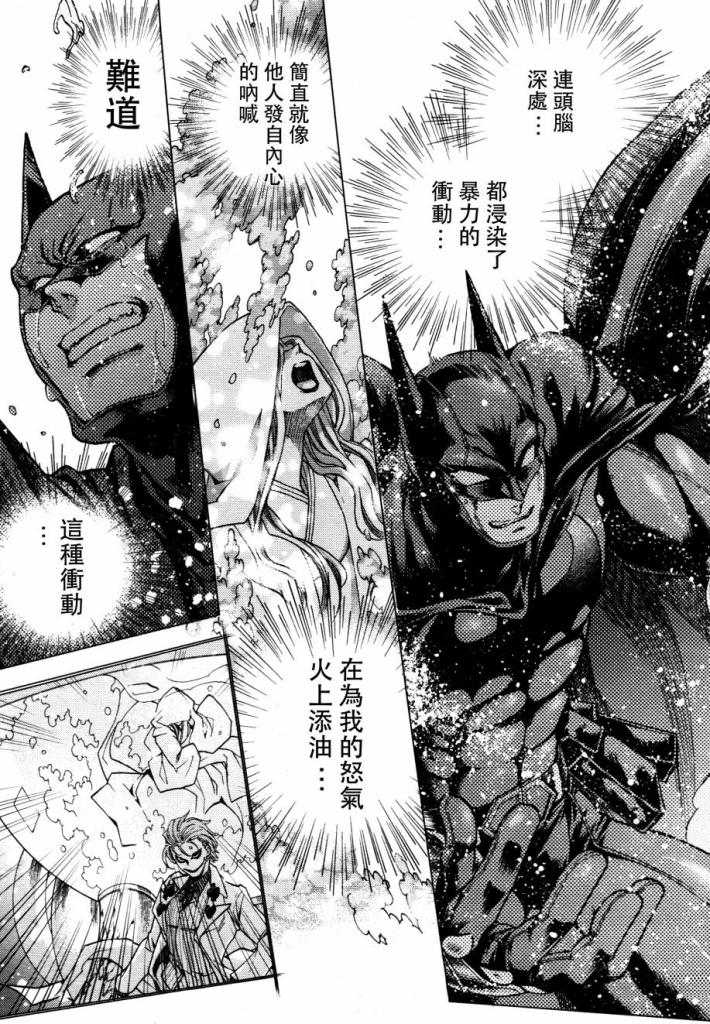 連頭腦
深處…
都浸染了
暴力的
衝動…
簡直就像
他人發自內心
的吶喊
難道
這種衝動
…
在為我的怒氣
火上添油…